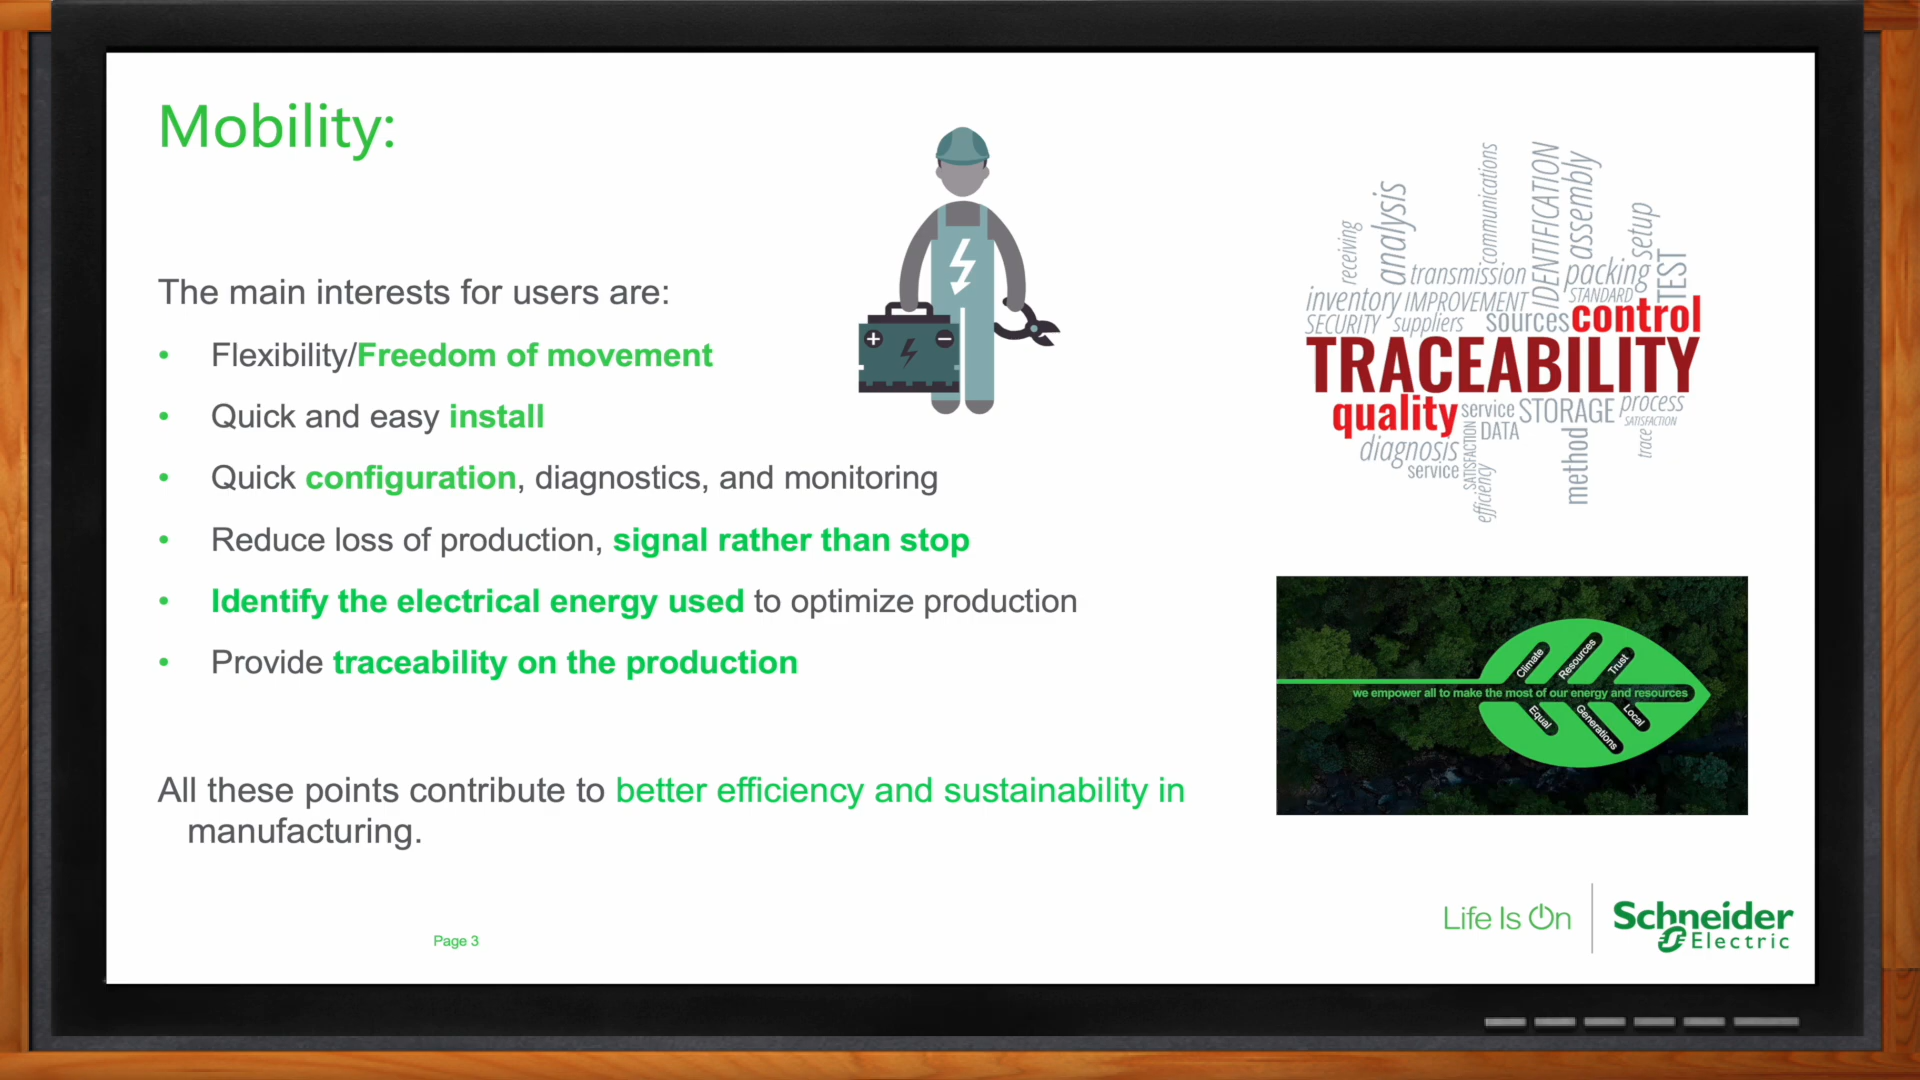 Mobility:
The main interests for users are:
• Flexibility/Freedom of movement
• Quick and easy install
• Quick configuration, diagnostics, and monitoring
• Reduce loss of production, signal rather than stop
• Identify the electrical energy used to optimize production
• Provide traceability on the production
All these points contribute to better efficiency and sustainability in
manufacturing.
Page 3
receiving
analysis
communications
IDENTIFICATION
assembly
setup
TEST
transmission
packing
inventory IMPROVEMENT
STANDARD
SECURITY suppliers sources control
TRACEABILITY
quality service STORAGE process
DATA
SATISFACTION
SATISFACTION
trace
diagnosis
service
efficiency
method
Climate
Resources
Trust
we empower all to make the most of our energy and resources
Equal
Generations
Local
Life Is On
Schneider
Electric